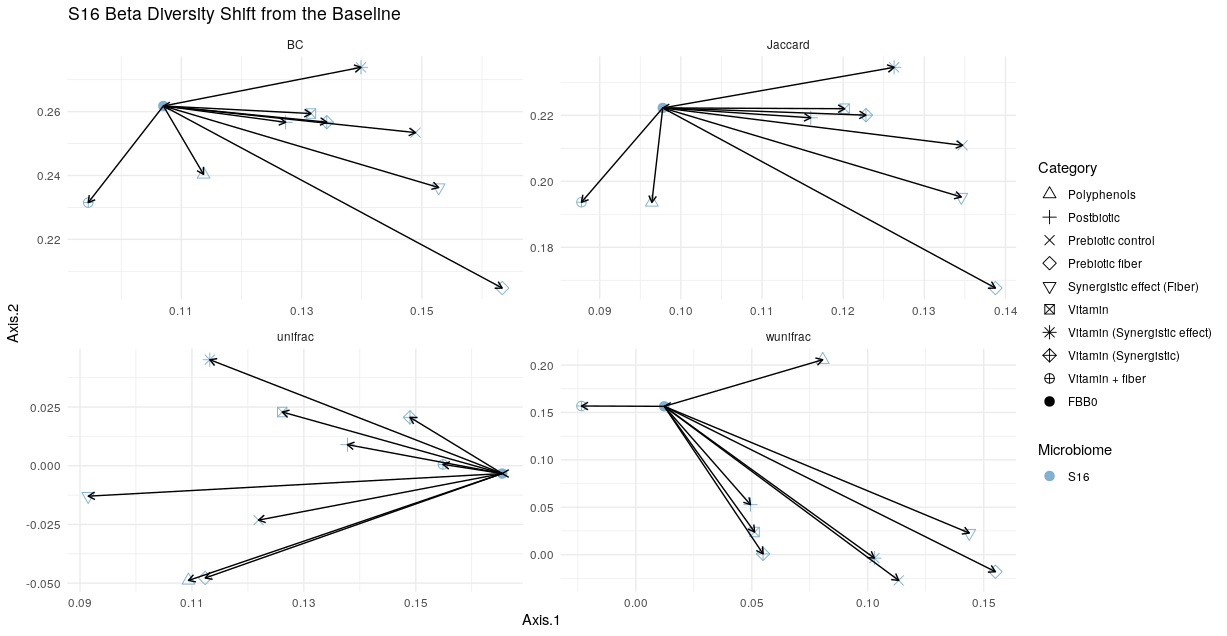 S16 Beta Diversity Shift from the Baseline
BC
Jaccard
0.26
0.24
0.22
0.11
0.13
0.15
0.22
0.20
0.18
0.09
0.10
0.11
0.12
0.13
0.14
unifrac
wunifrac
0.025
0.000
-0.025
-0.050
0.09
0.11
0.13
0.15
0.20
0.15
0.10
0.05
0.00
0.00
0.05
0.10
0.15
Axis.2
Axis.1
Category
Polyphenols
Postbiotic
Prebiotic control
Prebiotic fiber
Synergistic effect (Fiber)
Vitamin
Vitamin (Synergistic effect)
Vitamin (Synergistic)
Vitamin + fiber
FBB0
Microbiome
S16